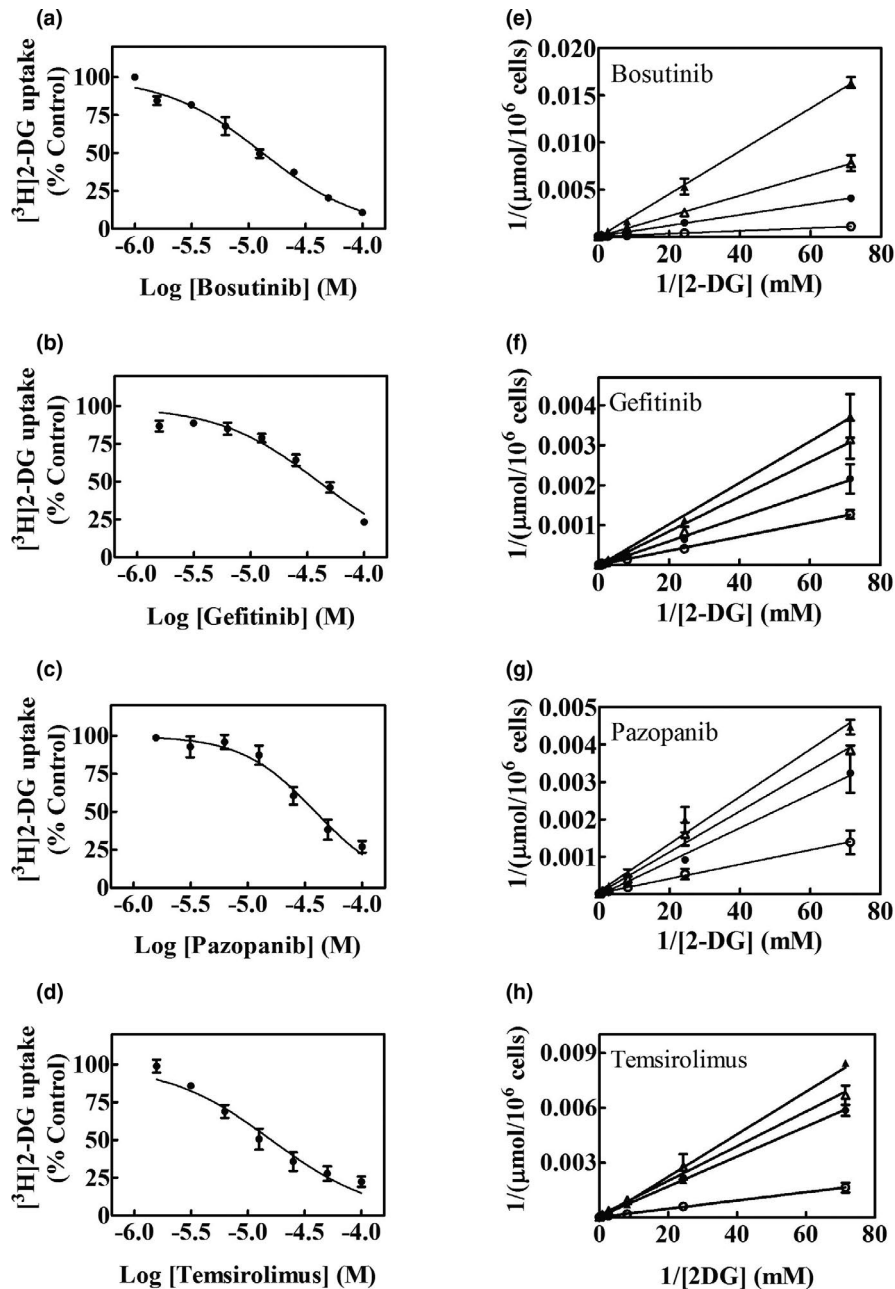 (a)
[³H]2-DG uptake
(% Control)
100
75
50
25
0
-6.0 -5.5 -5.0 -4.5 -4.0
Log [Bosutinib] (M)
(e)
1/(μmol/10⁶ cells)
0.020
0.015
0.010
0.005
Bosutinib
0 20 40 60 80
1/[2-DG] (mM)
(b)
[³H]2-DG uptake
(% Control)
100
75
50
25
0
-6.0 -5.5 -5.0 -4.5 -4.0
Log [Gefitinib] (M)
(f)
1/(μmol/10⁶ cells)
0.004
0.003
0.002
0.001
Gefitinib
0 20 40 60 80
1/[2-DG] (mM)
(c)
[³H]2-DG uptake
(% Control)
100
75
50
25
0
-6.0 -5.5 -5.0 -4.5 -4.0
Log [Pazopanib] (M)
(g)
1/(μmol/10⁶ cells)
0.005
0.004
0.003
0.002
0.001
Pazopanib
0 20 40 60 80
1/[2-DG] (mM)
(d)
[³H]2-DG uptake
(% Control)
100
75
50
25
0
-6.0 -5.5 -5.0 -4.5 -4.0
Log [Temsirolimus] (M)
(h)
1/(μmol/10⁶ cells)
0.009
0.006
0.003
Temsirolimus
0 20 40 60 80
1/[2DG] (mM)